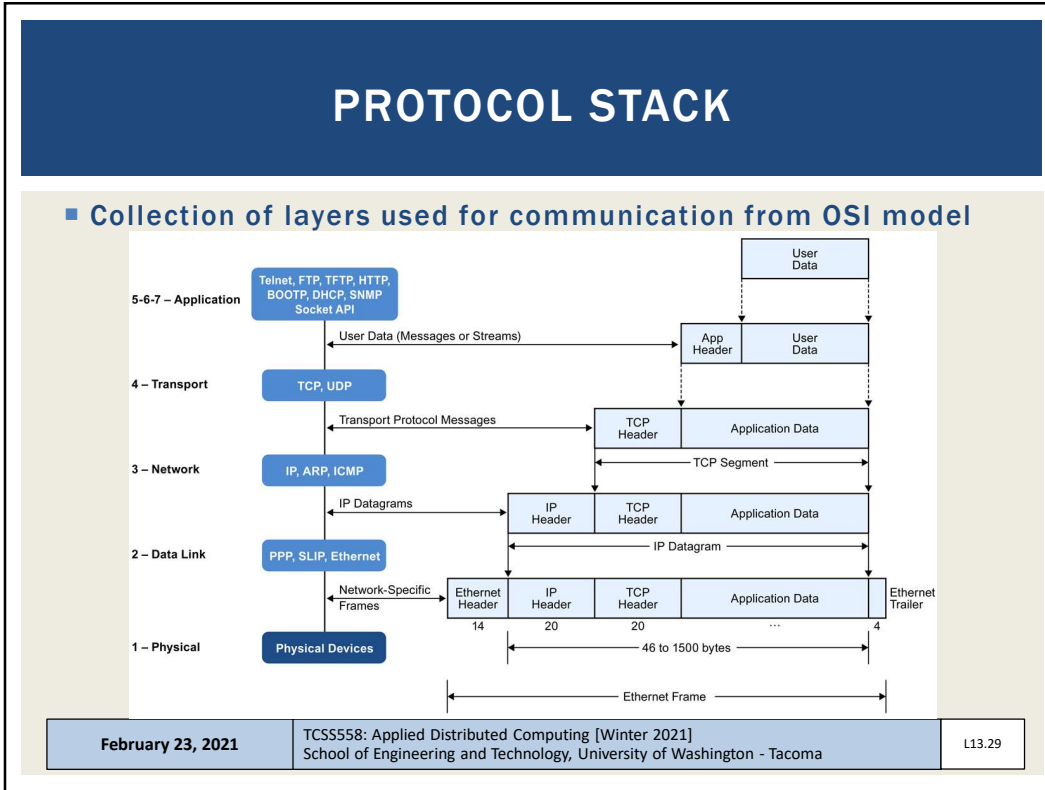 PROTOCOL STACK
■ Collection of layers used for communication from OSI model
User
Data
5-6-7 – Application
Telnet, FTP, TFTP, HTTP,
BOOTP, DHCP, SNMP
Socket API
User Data (Messages or Streams)
App
Header
User
Data
4 – Transport
TCP, UDP
Transport Protocol Messages
TCP
Header
Application Data
TCP Segment
3 – Network
IP, ARP, ICMP
IP Datagrams
IP
Header
TCP
Header
Application Data
IP Datagram
2 – Data Link
PPP, SLIP, Ethernet
Network-Specific
Frames
Ethernet
Header
IP
Header
TCP
Header
Application Data
Ethernet
Trailer
14
20
20
...
4
46 to 1500 bytes
1 – Physical
Physical Devices
Ethernet Frame
February 23, 2021
TCSS558: Applied Distributed Computing [Winter 2021]
School of Engineering and Technology, University of Washington - Tacoma
L13.29